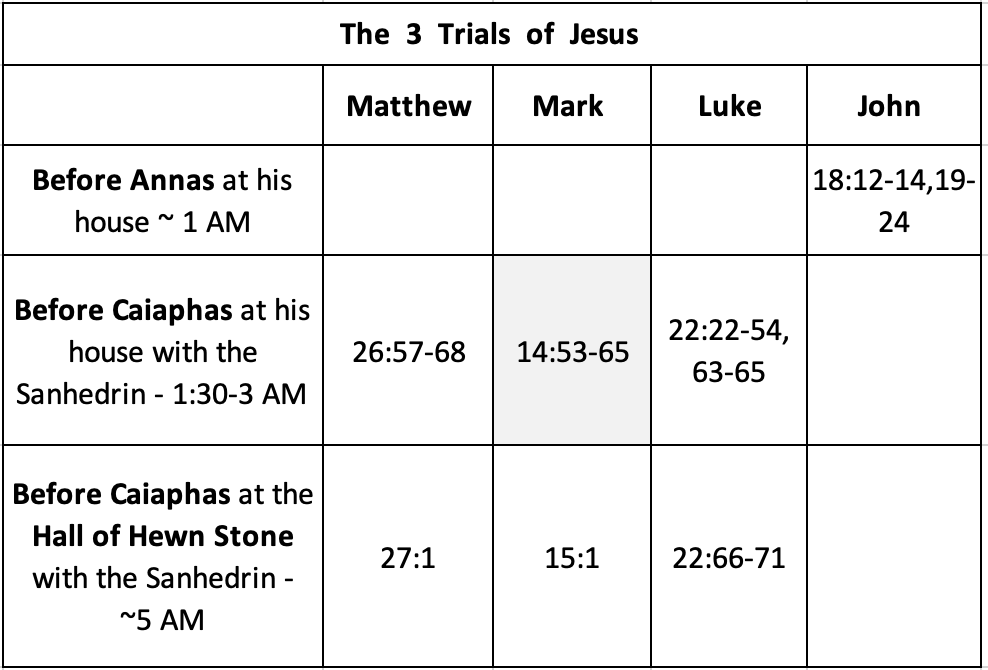 The 3 Trials of Jesus
Matthew Mark Luke John
Before Annas at his
house ~ 1 AM
18:12-14,19-
24
Before Caiaphas at his
house with the
Sanhedrin - 1:30-3 AM
26:57-68
14:53-65
22:22-54,
63-65
Before Caiaphas at the
Hall of Hewn Stone
with the Sanhedrin -
~5 AM
27:1
15:1
22:66-71